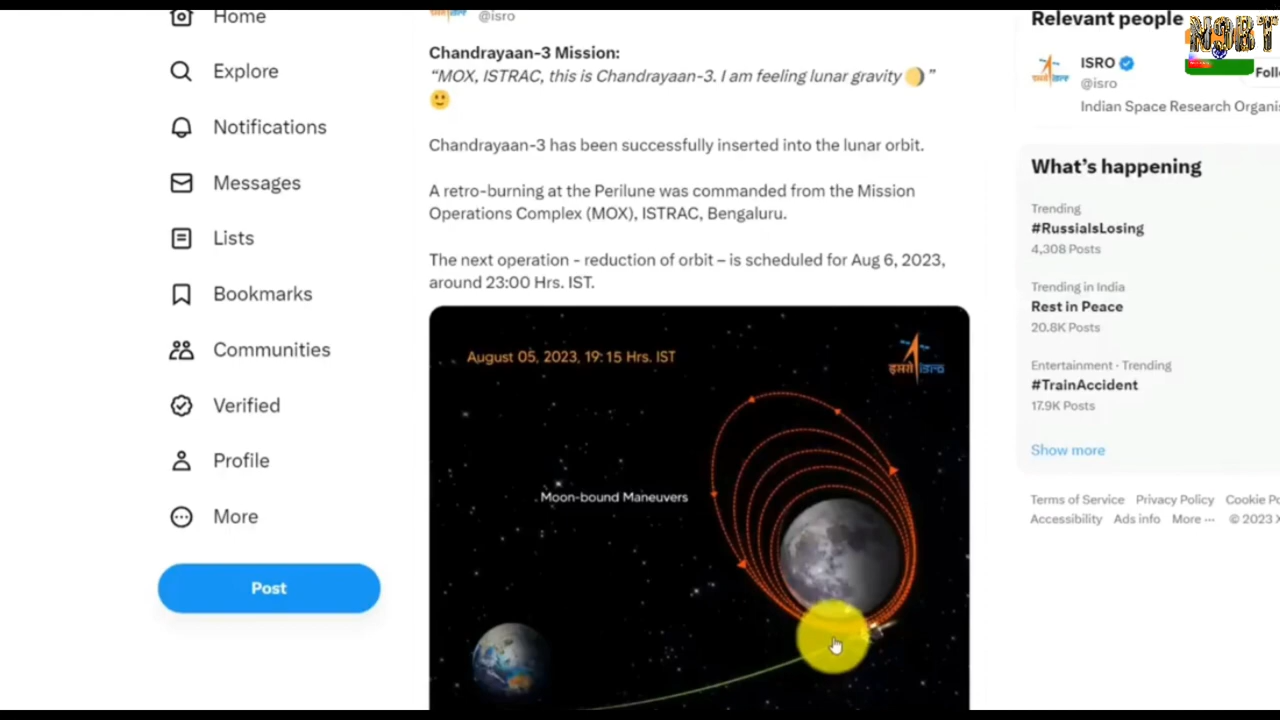 Home
Explore
Notifications
Messages
Lists
Bookmarks
Communities
Verified
Profile
More
Post
@isro
Chandrayaan-3 Mission:
“MOX, ISTRAC, this is Chandrayaan-3. I am feeling lunar gravity 🌖”
🙂
Chandrayaan-3 has been successfully inserted into the lunar orbit.
A retro-burning at the Perilune was commanded from the Mission
Operations Complex (MOX), ISTRAC, Bengaluru.
The next operation - reduction of orbit – is scheduled for Aug 6, 2023,
around 23:00 Hrs. IST.
August 05, 2023, 19:15 Hrs. IST
इसरो isro
Moon-bound Maneuvers
Relevant people
NOBT
ISRO
Foll
@isro
Indian Space Research Organis
What’s happening
Trending
#RussiaIsLosing
4,308 Posts
Trending in India
Rest in Peace
20.8K Posts
Entertainment · Trending
#TrainAccident
17.9K Posts
Show more
Terms of Service Privacy Policy Cookie Po
Accessibility Ads info More ··· © 2023 X